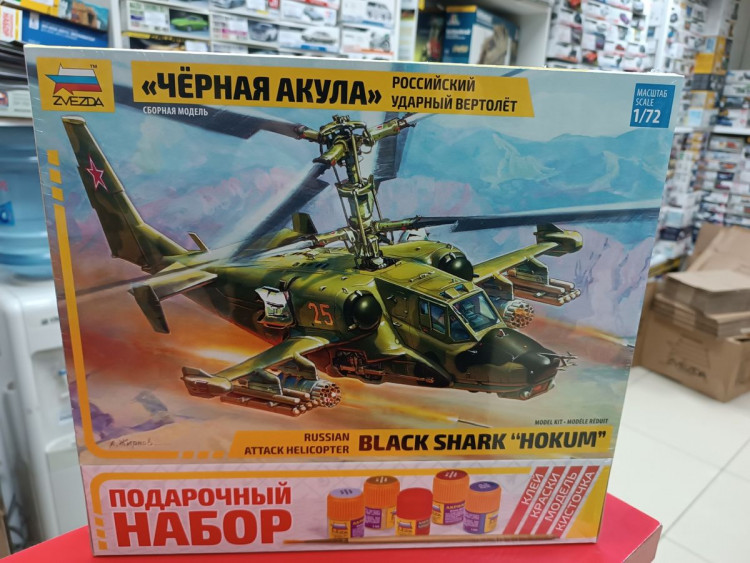 ZVEZDA
«ЧЁРНАЯ АКУЛА»
СБОРНАЯ МОДЕЛЬ
РОССИЙСКИЙ
УДАРНЫЙ ВЕРТОЛЁТ
МАСШТАБ
SCALE
1/72
25
MODEL KIT - MODÈLE RÉDUIT
RUSSIAN
ATTACK HELICOPTER
BLACK SHARK "HOKUM"
ПОДАРОЧНЫЙ
НАБОР
КЛЕЙ
КРАСКИ
МОДЕЛЬ
КИСТОЧКА